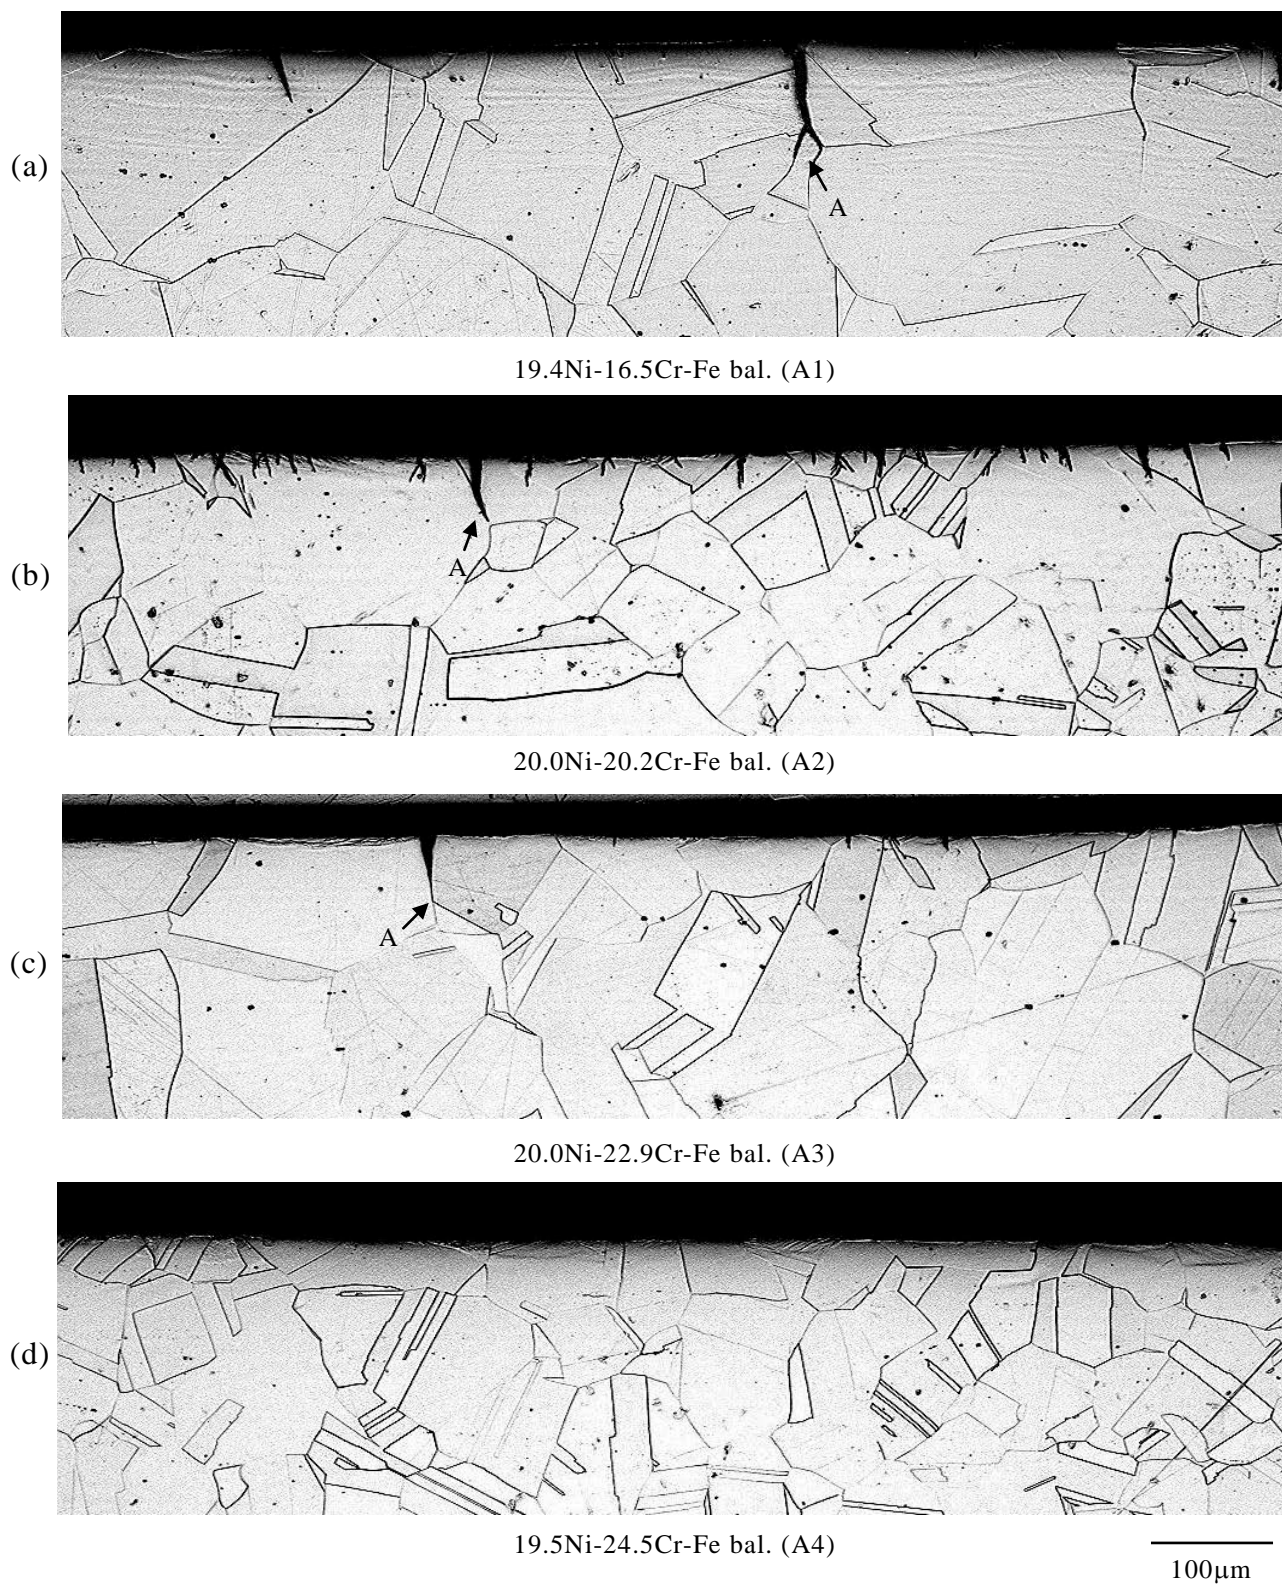 (a)
A
19.4Ni-16.5Cr-Fe bal. (A1)
(b)
A
20.0Ni-20.2Cr-Fe bal. (A2)
(c)
A
20.0Ni-22.9Cr-Fe bal. (A3)
(d)
19.5Ni-24.5Cr-Fe bal. (A4)
100μm